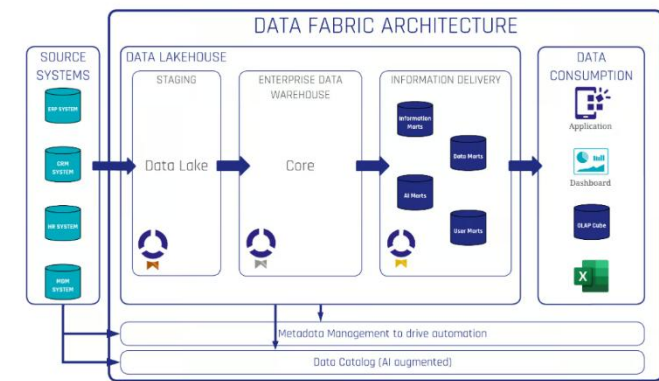 DATA FABRIC ARCHITECTURE
SOURCE
SYSTEMS
ERP SYSTEM
CRM
SYSTEM
HR SYSTEM
MDM
SYSTEM
DATA LAKEHOUSE
STAGING
Data Lake
ENTERPRISE DATA
WAREHOUSE
Core
INFORMATION DELIVERY
Information
Marts
Data Marts
AI Marts
User Marts
DATA
CONSUMPTION
Application
Dashboard
OLAP Cube
X
Metadata Management to drive automation
Data Catalog (AI augmented)